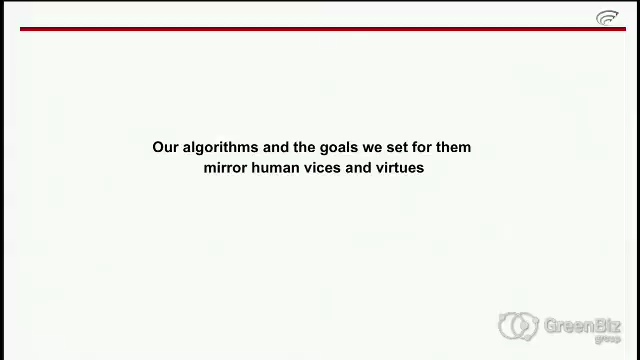 Our algorithms and the goals we set for them
mirror human vices and virtues
GreenBiz
group